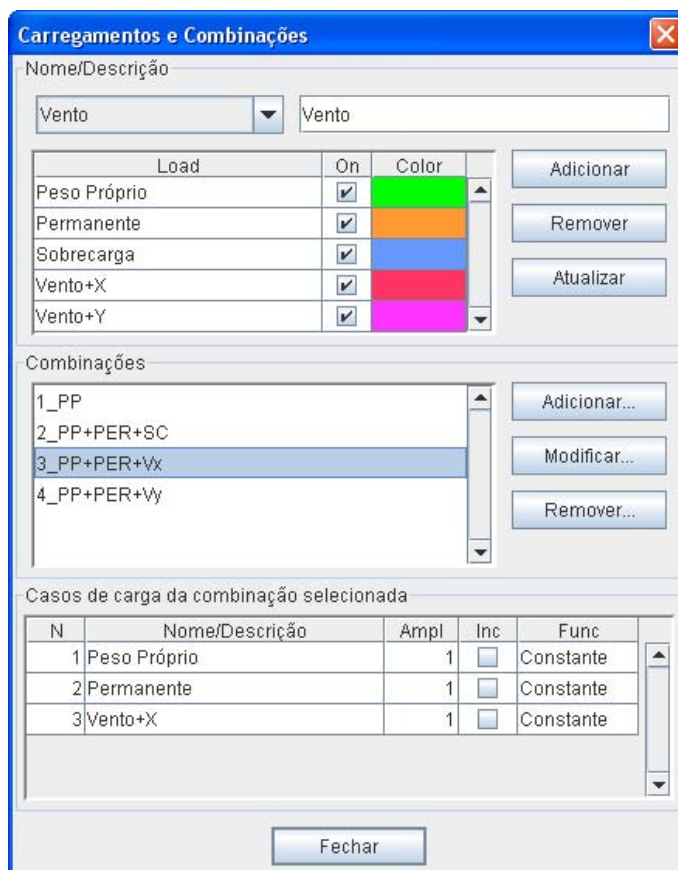 Carregamentos e Combinações
Nome/Descrição
Vento Vento
Load On Color
Peso Próprio
Permanente
Sobrecarga
Vento+X
Vento+Y
Adicionar
Remover
Atualizar
Combinações
1_PP
2_PP+PER+SC
3_PP+PER+Vx
4_PP+PER+Vy
Adicionar...
Modificar...
Remover...
Casos de carga da combinação selecionada
N Nome/Descrição Ampl Inc Func
1 Peso Próprio 1 Constante
2 Permanente 1 Constante
3 Vento+X 1 Constante
Fechar